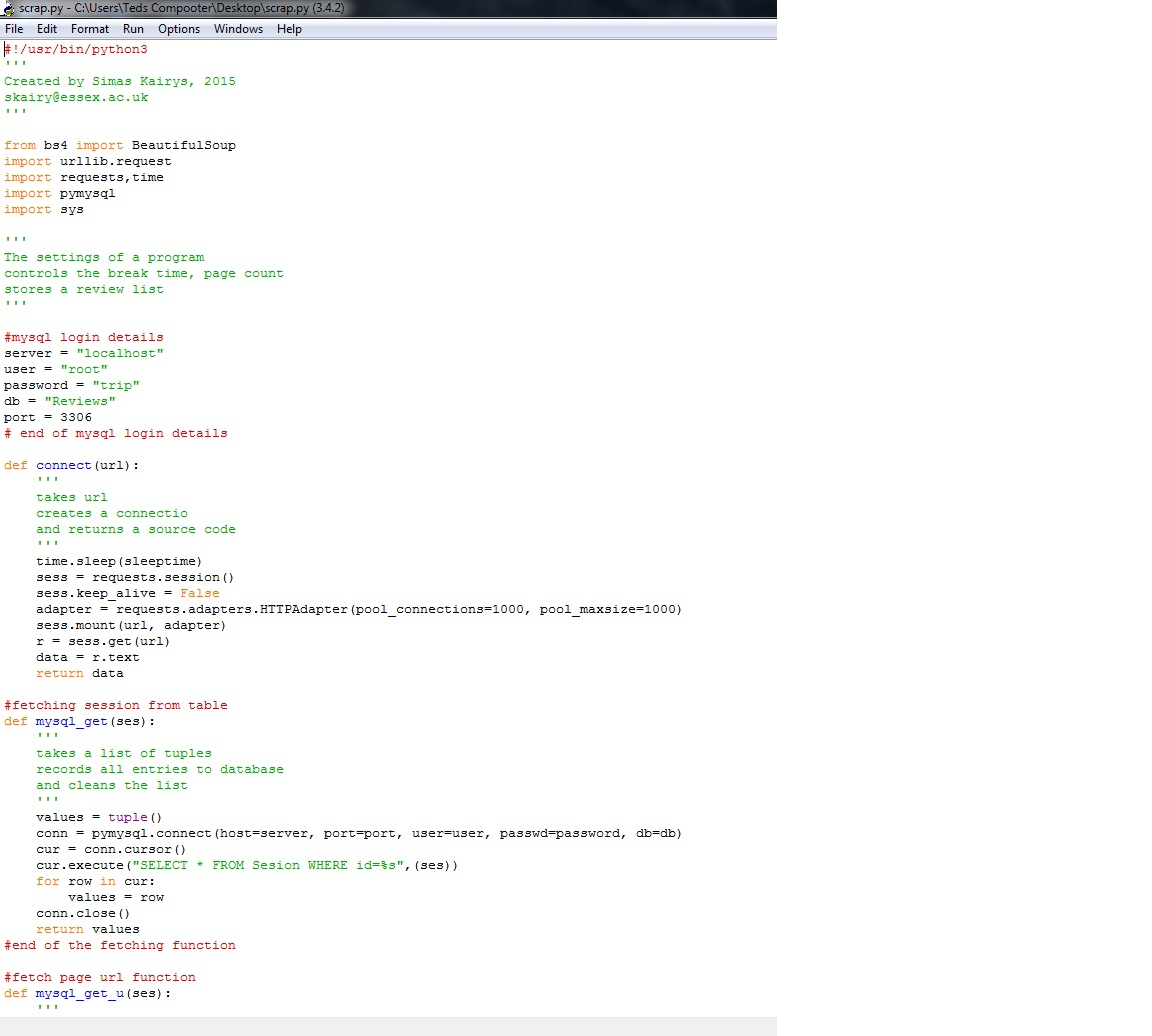 scrap.py - C:\Users\Teds Compooter\Desktop\scrap.py (3.4.2)
File Edit Format Run Options Windows Help
#!/usr/bin/python3
'''
Created by Simas Kairys, 2015
skairy@essex.ac.uk
'''

from bs4 import BeautifulSoup
import urllib.request
import requests,time
import pymysql
import sys

'''
The settings of a program
controls the break time, page count
stores a review list
'''

#mysql login details
server = "localhost"
user = "root"
password = "trip"
db = "Reviews"
port = 3306
# end of mysql login details

def connect(url):
    '''
    takes url
    creates a connectio
    and returns a source code
    '''
    time.sleep(sleeptime)
    sess = requests.session()
    sess.keep_alive = False
    adapter = requests.adapters.HTTPAdapter(pool_connections=1000, pool_maxsize=1000)
    sess.mount(url, adapter)
    r = sess.get(url)
    data = r.text
    return data

#fetching session from table
def mysql_get(ses):
    '''
    takes a list of tuples
    records all entries to database
    and cleans the list
    '''
    values = tuple()
    conn = pymysql.connect(host=server, port=port, user=user, passwd=password, db=db)
    cur = conn.cursor()
    cur.execute("SELECT * FROM Sesion WHERE id=%s",(ses))
    for row in cur:
        values = row
    conn.close()
    return values
#end of the fetching function

#fetch page url function
def mysql_get_u(ses):
    '''